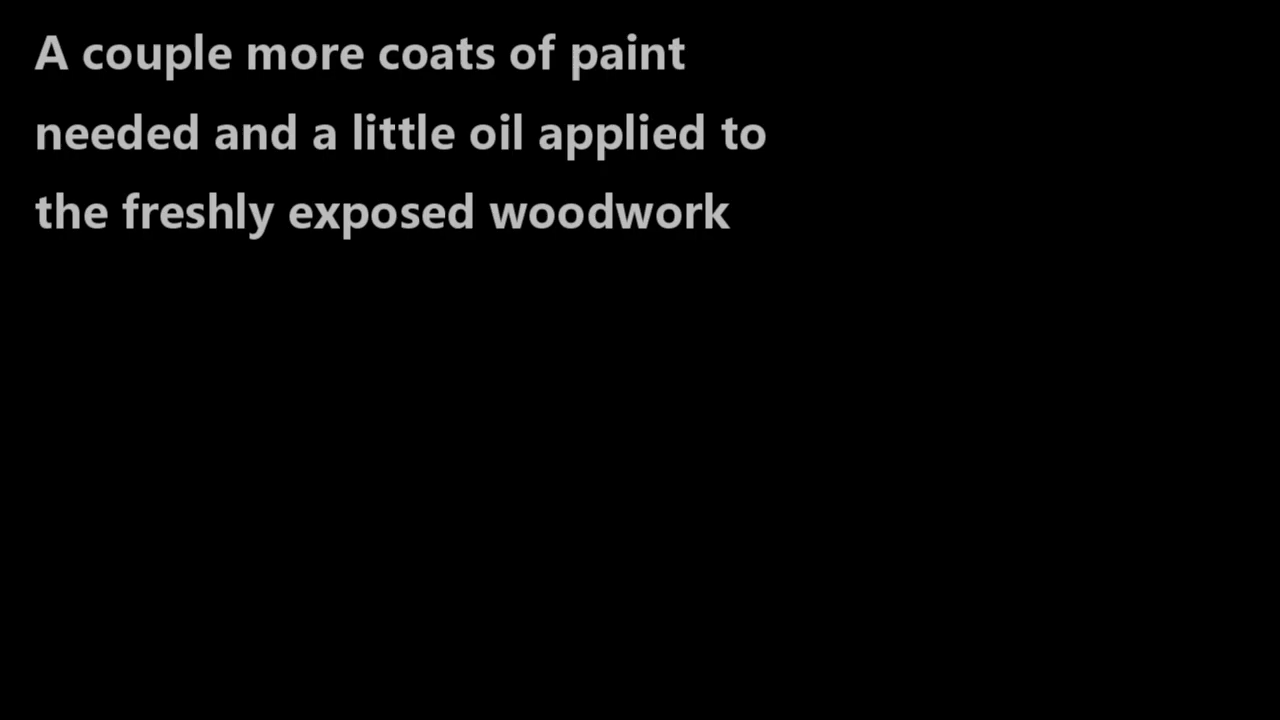 A couple more coats of paint
needed and a little oil applied to
the freshly exposed woodwork